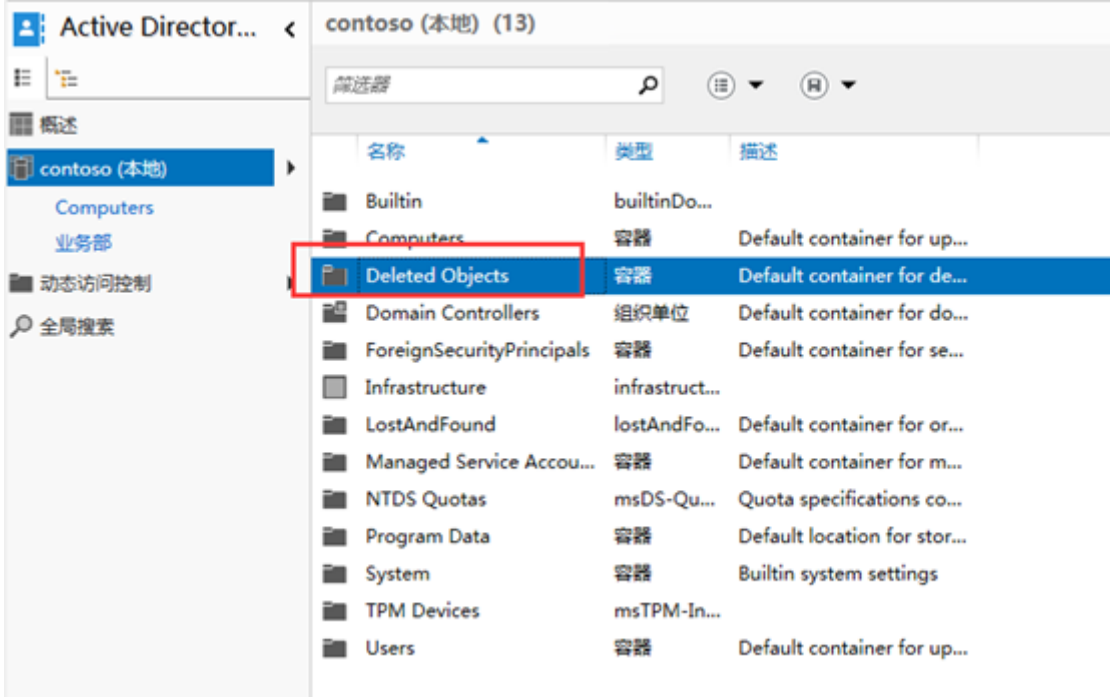 Active Director...
contoso (本地) (13)
筛选器
概述
contoso (本地)
Computers
业务部
动态访问控制
全局搜索
名称 类型 描述
Builtin builtinDo...
Computers 容器 Default container for up...
Deleted Objects 容器 Default container for de...
Domain Controllers 组织单位 Default container for do...
ForeignSecurityPrincipals 容器 Default container for se...
Infrastructure infrastruct...
LostAndFound lostAndFo... Default container for or...
Managed Service Accou... 容器 Default container for m...
NTDS Quotas msDS-Qu... Quota specifications co...
Program Data 容器 Default location for stor...
System 容器 Builtin system settings
TPM Devices msTPM-In...
Users 容器 Default container for up...